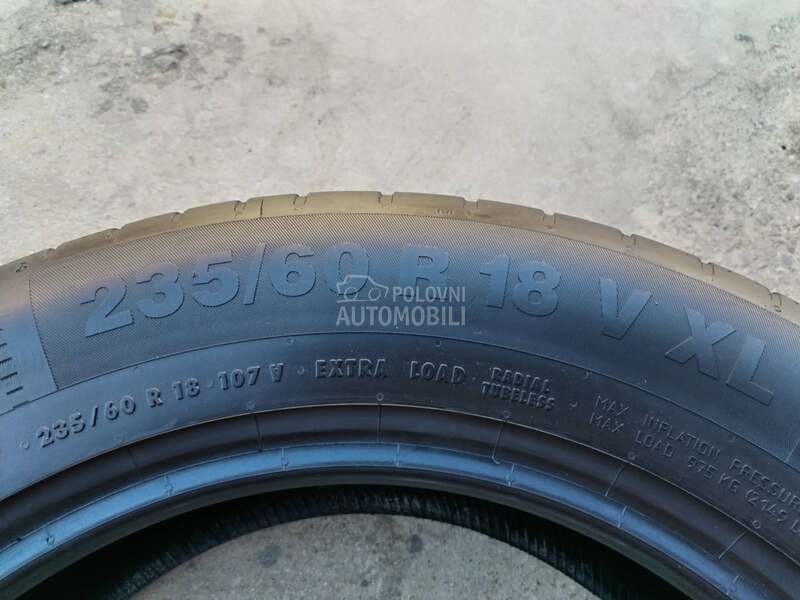 235/60 R 18 V XL
POLOVNI
AUTOMOBILI
235/60 R 18 · 107 V · EXTRA LOAD · RADIAL
TUBELESS
MAX INFLATION PRESSURE
MAX LOAD 975 KG (2149 L